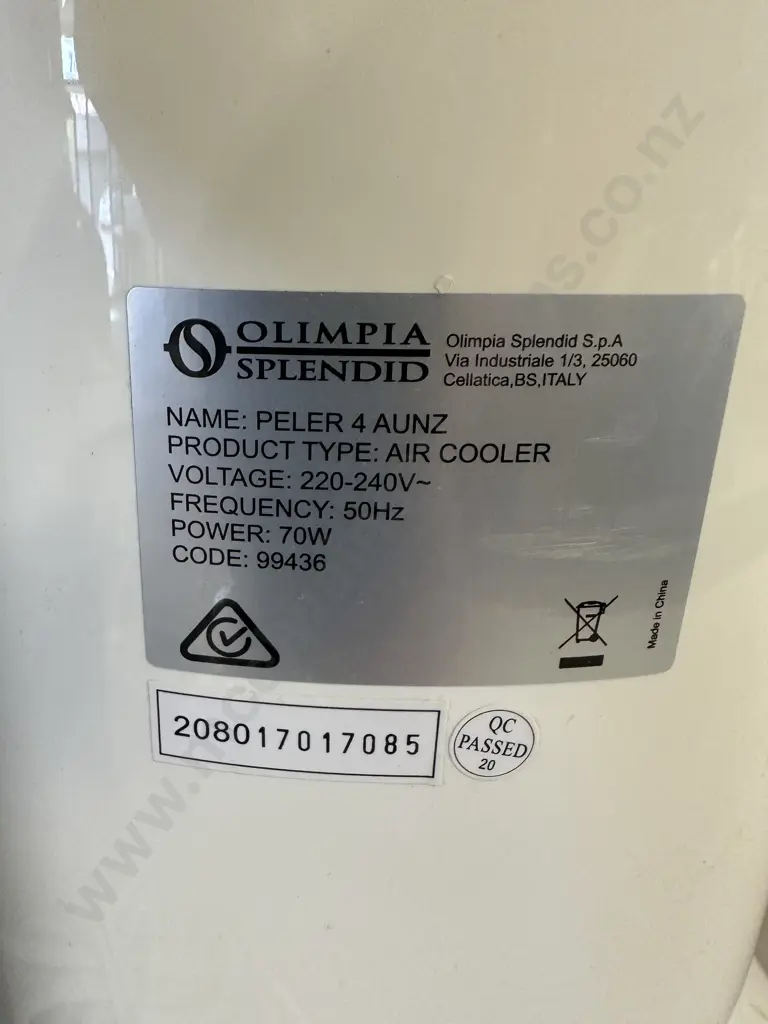 OLIMPIA
SPLENDID
Olimpia Splendid S.p.A
Via Industriale 1/3, 25060
Cellatica,BS,ITALY
NAME: PELER 4 AUNZ
PRODUCT TYPE: AIR COOLER
VOLTAGE: 220-240V~
FREQUENCY: 50Hz
POWER: 70W
CODE: 99436
Made in China
208017017085
QC
PASSED
20